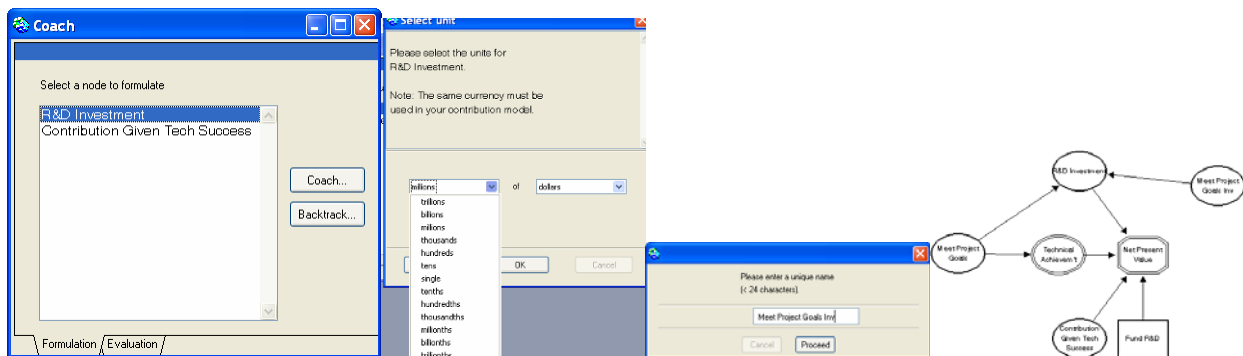 Coach
Select a node to formulate
R&D Investment
Contribution Given Tech Success
Coach...
Backtrack...
Formulation
Evaluation
Select unit
Please select the units for
R&D Investment.
Note: The same currency must be
used in your contribution model.
millions
of
dollars
trillions
billions
millions
thousands
hundreds
tens
single
tenths
hundredths
thousandths
millionths
billionths
trillionths
OK
Cancel
Please enter a unique name
(< 24 characters).
Meet Project Goals Inv
Cancel
Proceed
R&D Investment
Meet Project
Goals Inv
Meet Project
Goals
Technical
Achievem't
Net Present
Value
Contribution
Given Tech
Success
Fund R&D